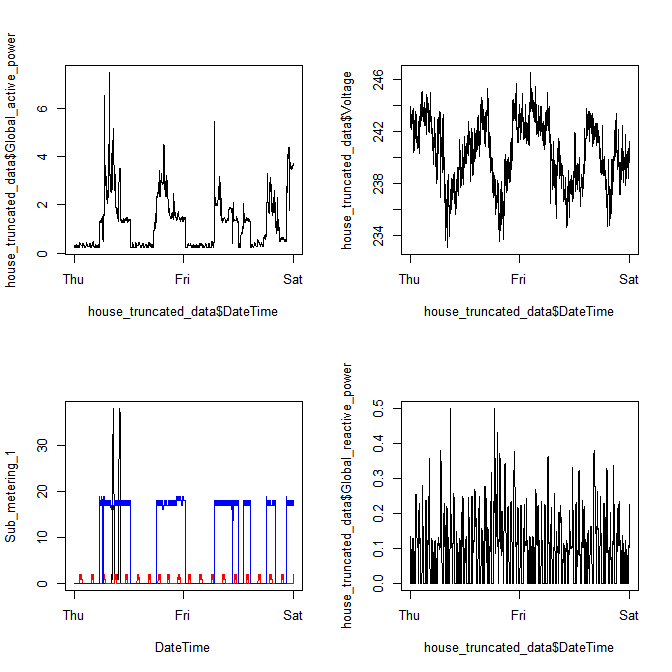 house_truncated_data$Global_active_power
0 2 4 6
Thu Fri Sat
house_truncated_data$DateTime
house_truncated_data$Voltage
234 238 242 246
Thu Fri Sat
house_truncated_data$DateTime
Sub_metering_1
0 10 20 30
Thu Fri Sat
DateTime
house_truncated_data$Global_reactive_power
0.0 0.1 0.2 0.3 0.4 0.5
Thu Fri Sat
house_truncated_data$DateTime